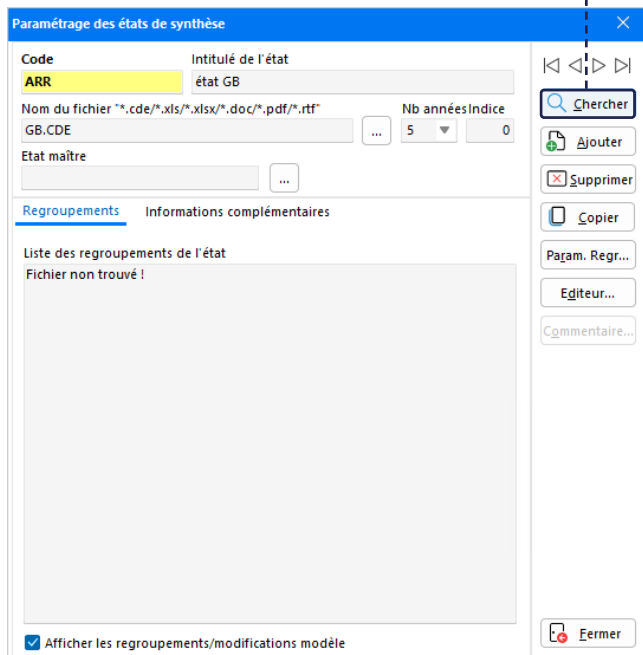 Paramétrage des états de synthèse
Code Intitulé de l'état
ARR état GB
Nom du fichier "*.cde/*.xls/*.xlsx/*.doc/*.pdf/*.rtf" Nb années Indice
GB.CDE ... 5 0
Etat maître
...
Regroupements Informations complémentaires
Liste des regroupements de l'état
Fichier non trouvé !
Afficher les regroupements/modifications modèle
Chercher
Ajouter
Supprimer
Copier
Param. Regr...
Editeur...
Commentaire...
Fermer